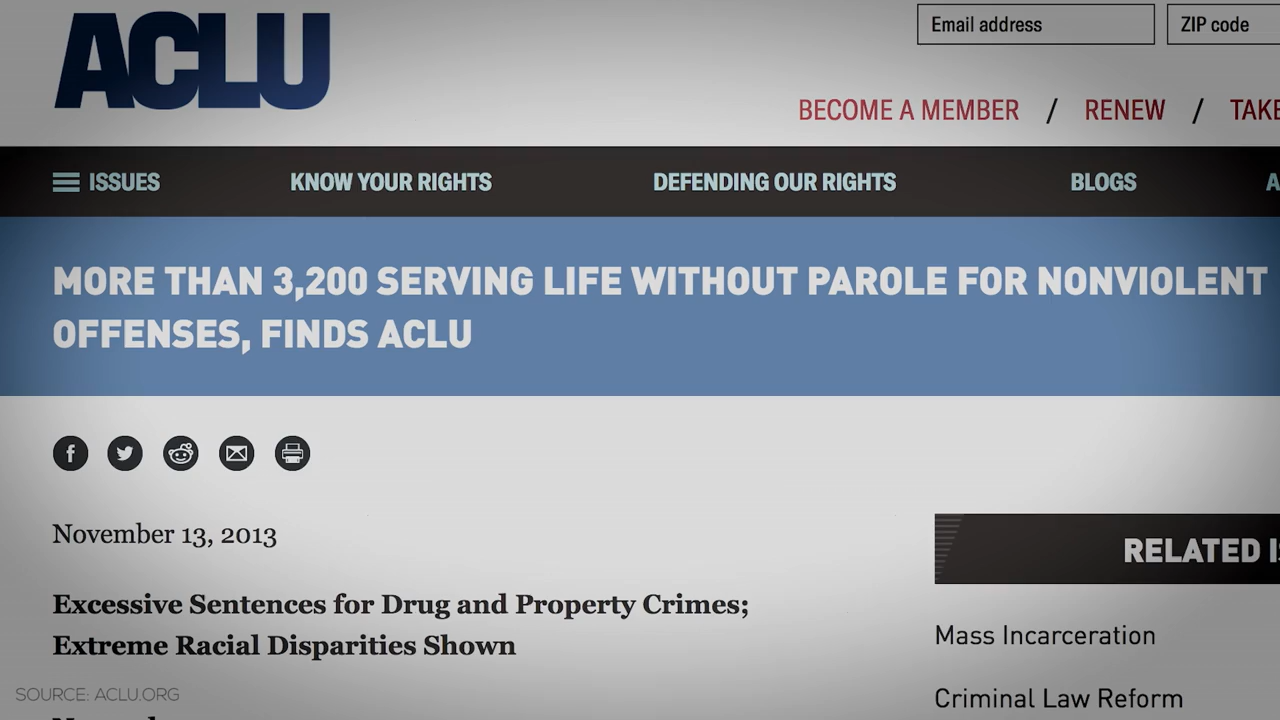 ACLU
Email address
ZIP code
BECOME A MEMBER / RENEW / TAKE
ISSUES
KNOW YOUR RIGHTS
DEFENDING OUR RIGHTS
BLOGS
A
MORE THAN 3,200 SERVING LIFE WITHOUT PAROLE FOR NONVIOLENT
OFFENSES, FINDS ACLU
November 13, 2013
Excessive Sentences for Drug and Property Crimes;
Extreme Racial Disparities Shown
RELATED
Mass Incarceration
Criminal Law Reform
SOURCE: ACLU.ORG